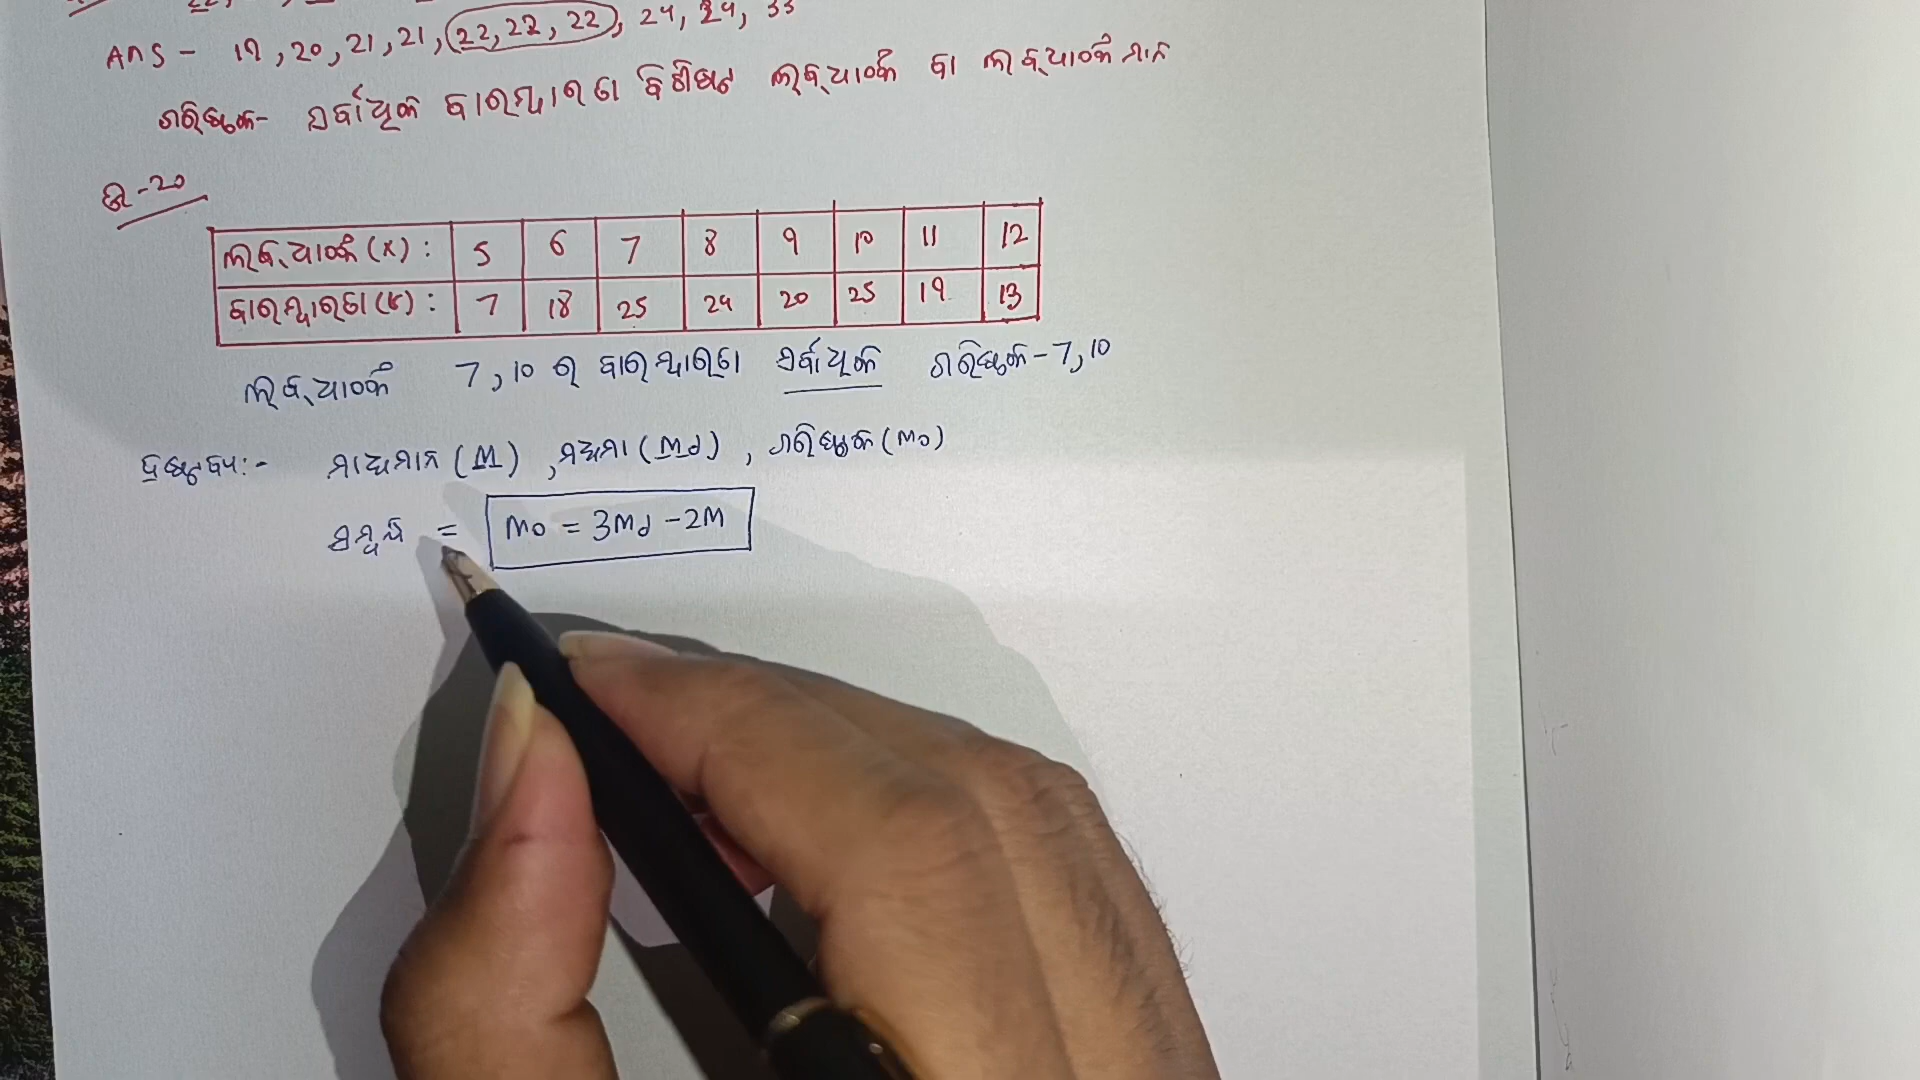 Ans - 19, 20, 21, 21, 22, 22, 22, 24, 24, 33
ଗରିଷ୍ଠକ- ସର୍ବାଧିକ ବାରମ୍ବାରତା ବିଶିଷ୍ଟ ଲବ୍ଧାଙ୍କ ବା ଲବ୍ଧାଙ୍କମାନ
ଉ-20
ଲବ୍ଧାଙ୍କ (x) : 5 6 7 8 9 10 11 12
ବାରମ୍ବାରତା (f) : 7 18 25 24 20 25 19 13
ଲବ୍ଧାଙ୍କ 7, 10 ର ବାରମ୍ବାରତା ସର୍ବାଧିକ ଗରିଷ୍ଠକ - 7, 10
ଦ୍ରଷ୍ଟବ୍ୟ:- ମାଧ୍ୟମାନ (M), ମଧ୍ୟମା (Md), ଗରିଷ୍ଠକ (Mo)
ସମ୍ବନ୍ଧ = Mo = 3Md - 2M